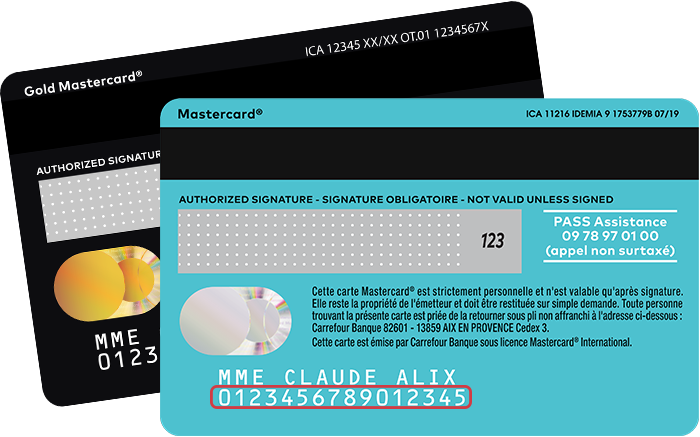 Gold Mastercard®
ICA 12345 XX/XX OT.01 1234567X
AUTHORIZED SIGNATUR
MME
0123
Mastercard®
ICA 11216 IDEMIA 9 1753779B 07/19
AUTHORIZED SIGNATURE - SIGNATURE OBLIGATOIRE - NOT VALID UNLESS SIGNED
123
PASS Assistance
09 78 97 01 00
(appel non surtaxé)
Cette carte Mastercard® est strictement personnelle et n'est valable qu'après signature.
Elle reste la propriété de l'émetteur et doit être restituée sur simple demande. Toute personne
trouvant la présente carte est priée de la retourner sous pli non affranchi à l'adresse ci-dessous :
Carrefour Banque 82601 - 13859 AIX EN PROVENCE Cedex 3.
Cette carte est émise par Carrefour Banque sous licence Mastercard® International.
MME CLAUDE ALIX
0123456789012345